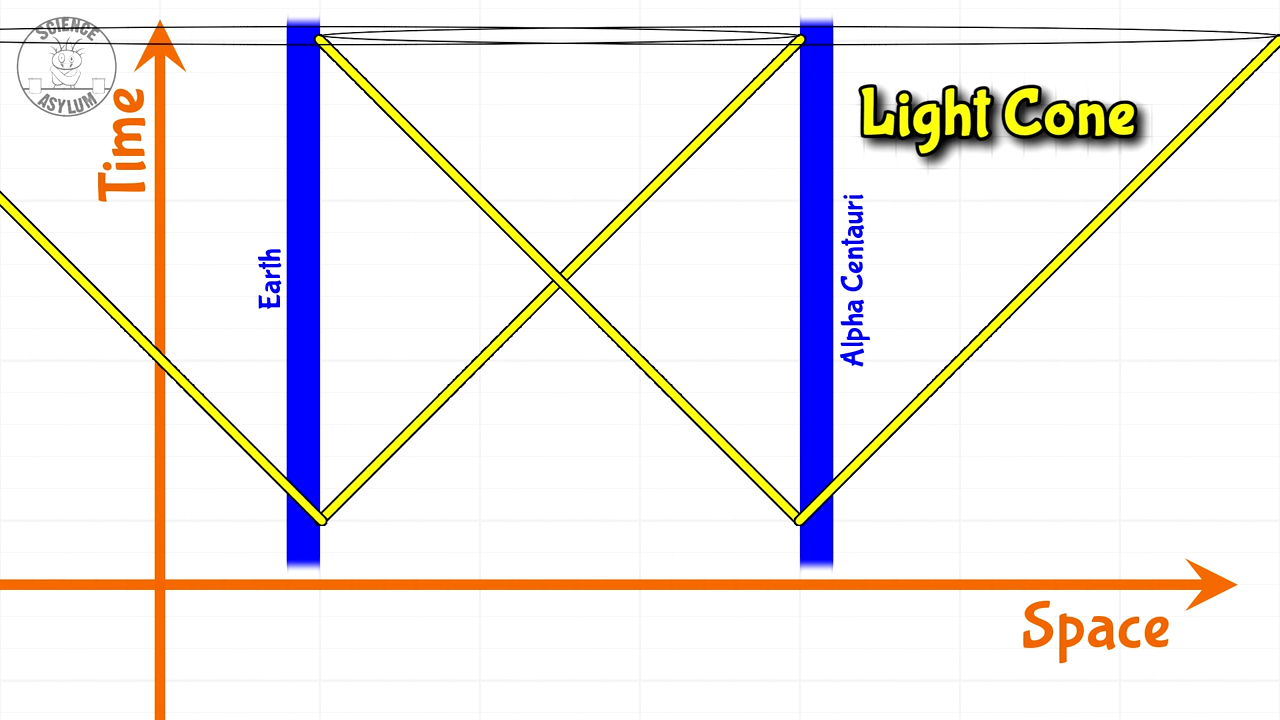 SCIENCE
ASYLUM
Time
Light Cone
Earth
Alpha Centauri
Space